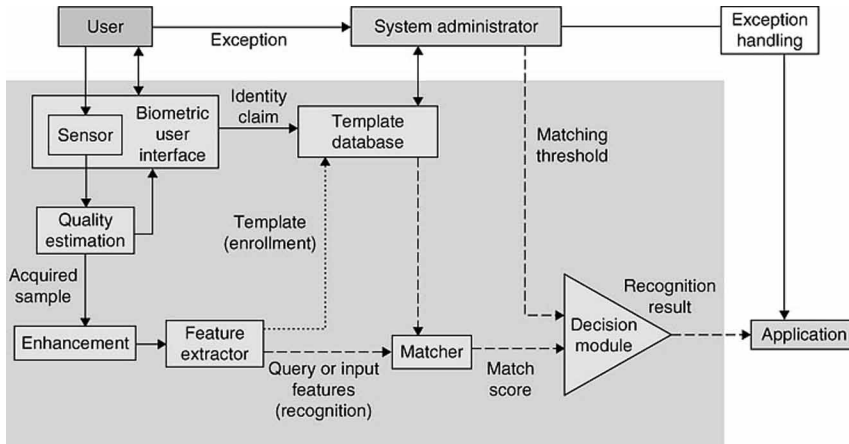 User
Exception
System administrator
Exception
handling
Sensor
Biometric
user
interface
Identity
claim
Template
database
Matching
threshold
Quality
estimation
Template
(enrollment)
Acquired
sample
Enhancement
Feature
extractor
Query or input
features
(recognition)
Matcher
Match
score
Decision
module
Recognition
result
Application